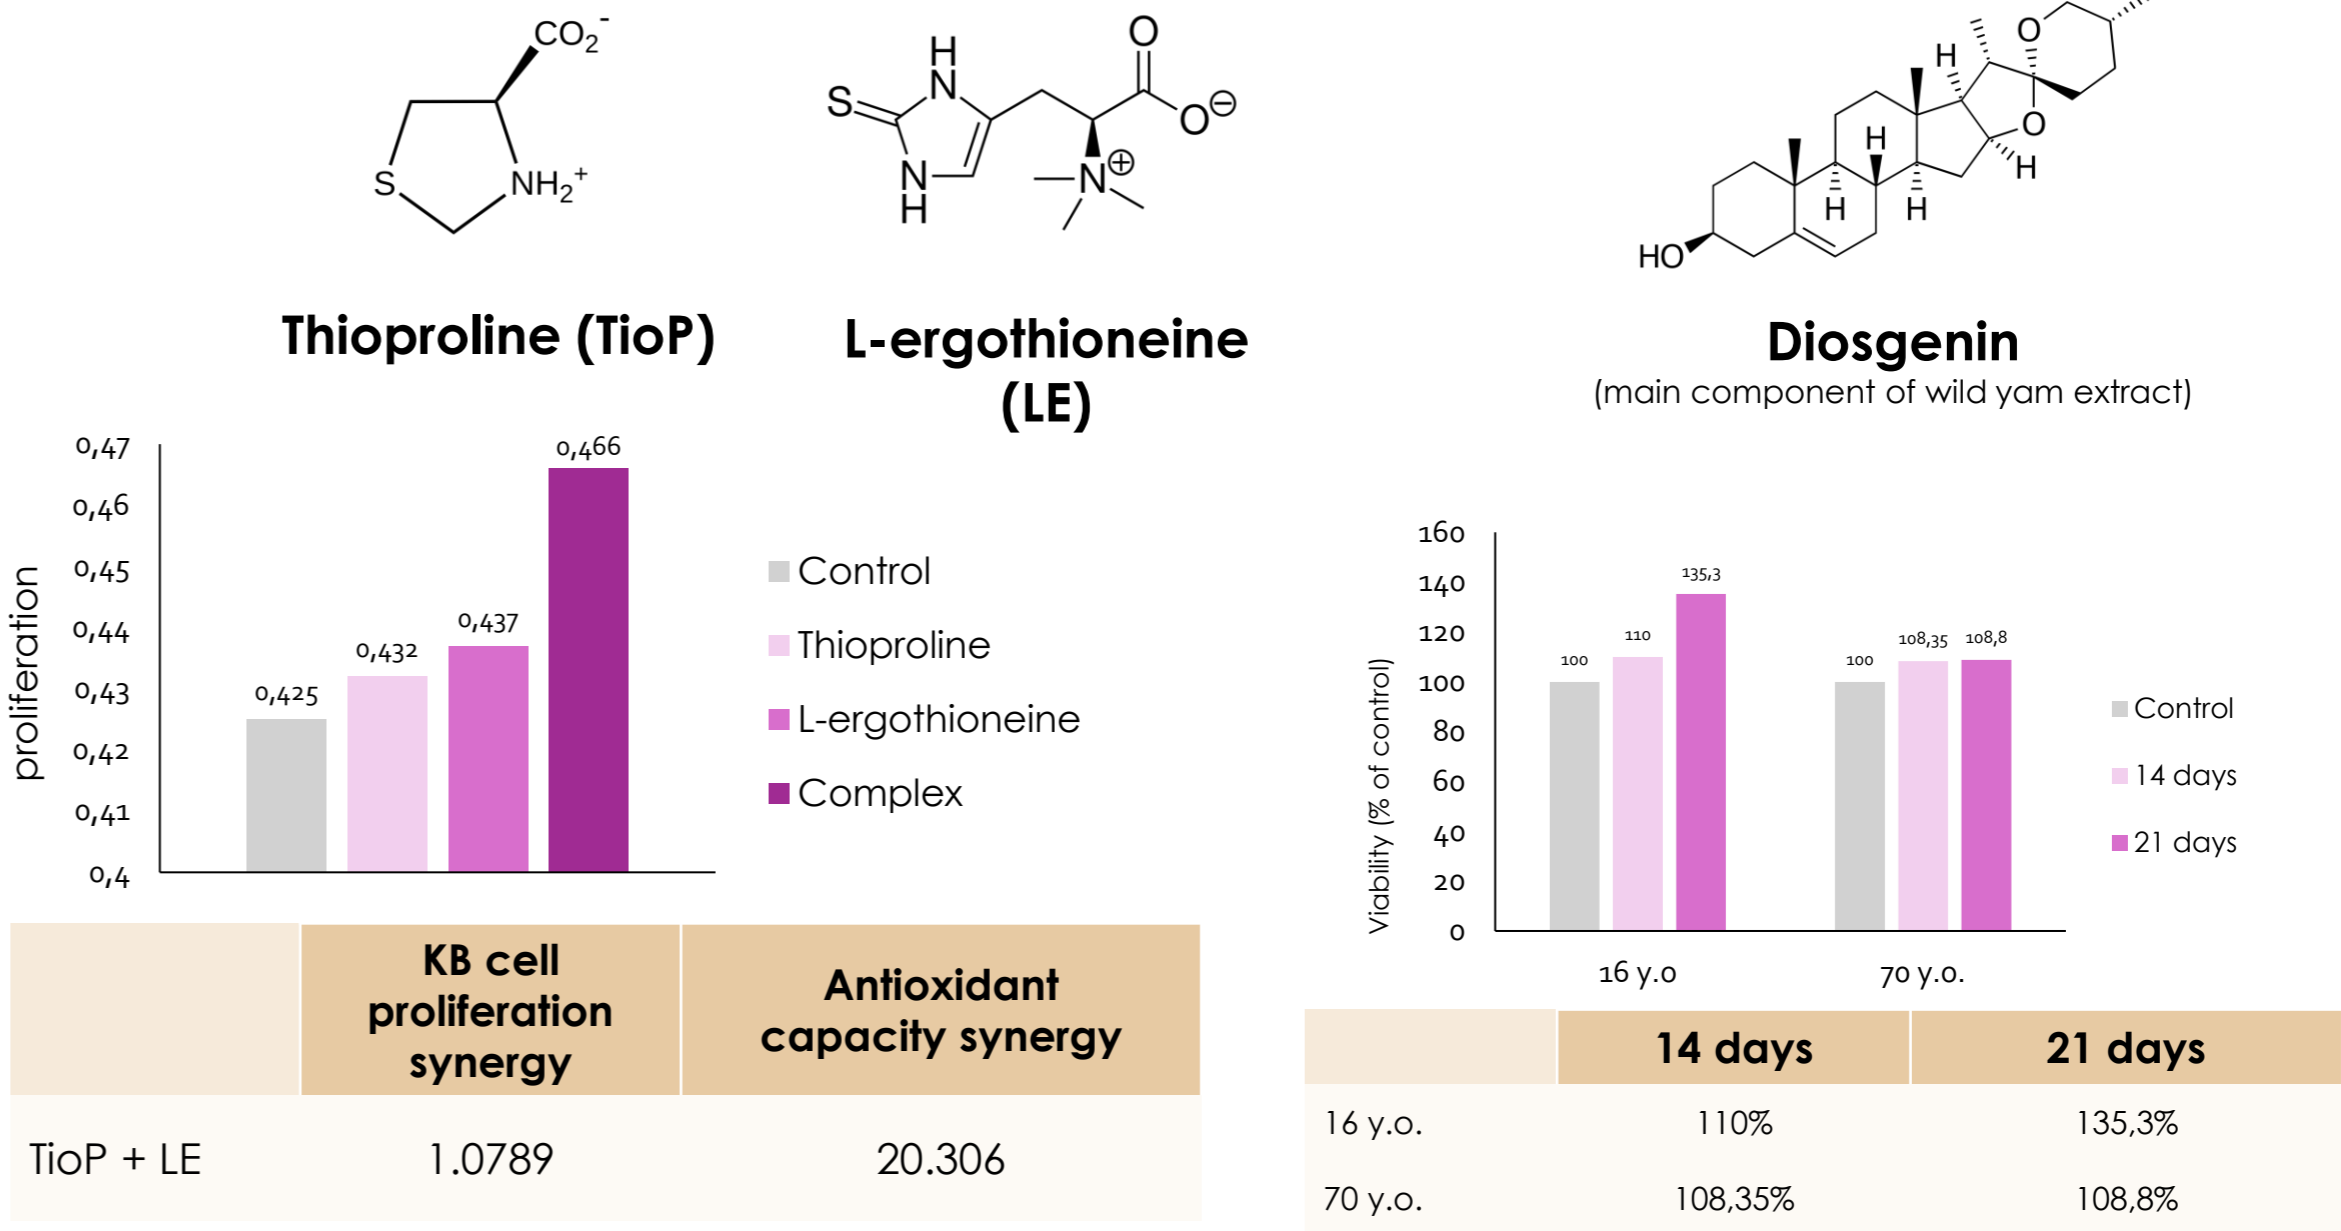 CO2-
S
NH2+
H
N
S
N
H
O
O⊖
N⊕
O
H
H
O
H
H
H
HO
Thioproline (TioP)
L-ergothioneine
(LE)
Diosgenin
(main component of wild yam extract)
proliferation
0,47
0,46
0,45
0,44
0,43
0,42
0,41
0,4
0,425
0,432
0,437
0,466
Control
Thioproline
L-ergothioneine
Complex
KB cell
proliferation
synergy
Antioxidant
capacity synergy
TioP + LE
1.0789
20.306
Viability (% of control)
160
140
120
100
80
60
40
20
0
100
110
135,3
100
108,35
108,8
16 y.o
70 y.o.
Control
14 days
21 days
14 days
21 days
16 y.o.
110%
135,3%
70 y.o.
108,35%
108,8%